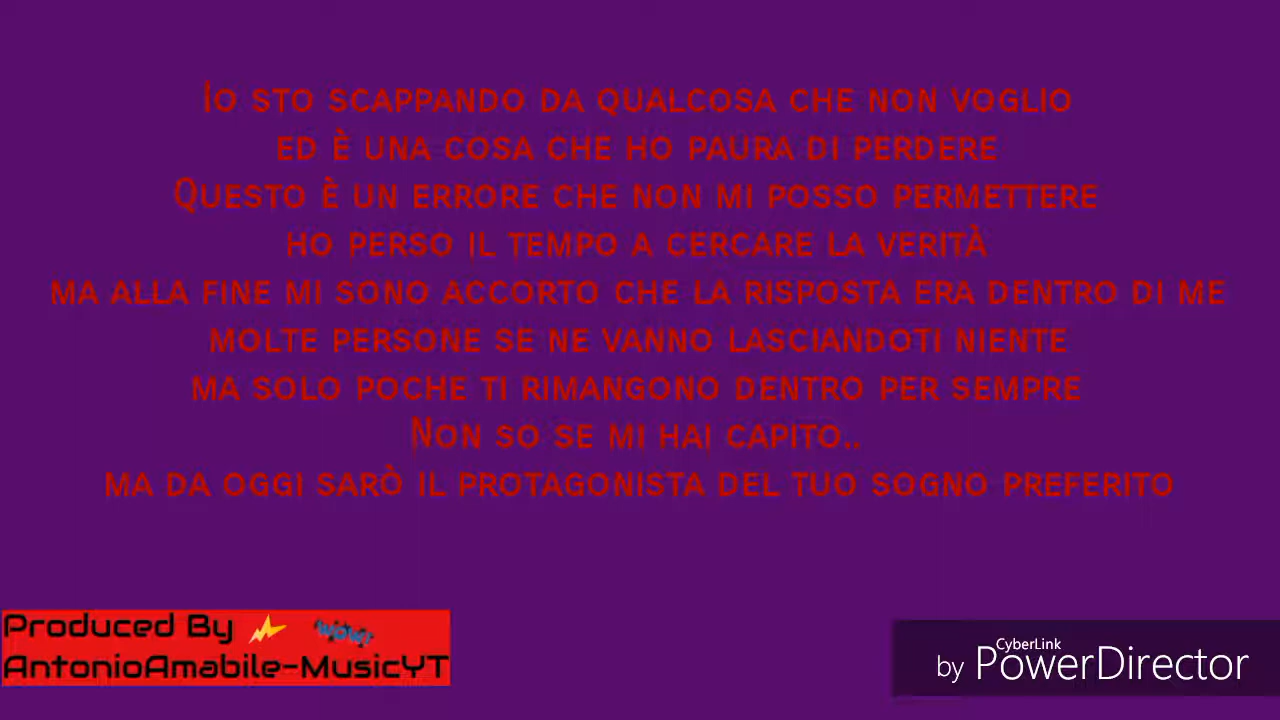 Io sto scappando da qualcosa che non voglio
ed è una cosa che ho paura di perdere
Questo è un errore che non mi posso permettere
ho perso il tempo a cercare la verità
ma alla fine mi sono accorto che la risposta era dentro di me
molte persone se ne vanno lasciandoti niente
ma solo poche ti rimangono dentro per sempre
Non so se mi hai capito..
ma da oggi sarò il protagonista del tuo sogno preferito
Produced By ⚡ WOW!
AntonioAmabile-MusicYT
CyberLink
by PowerDirector